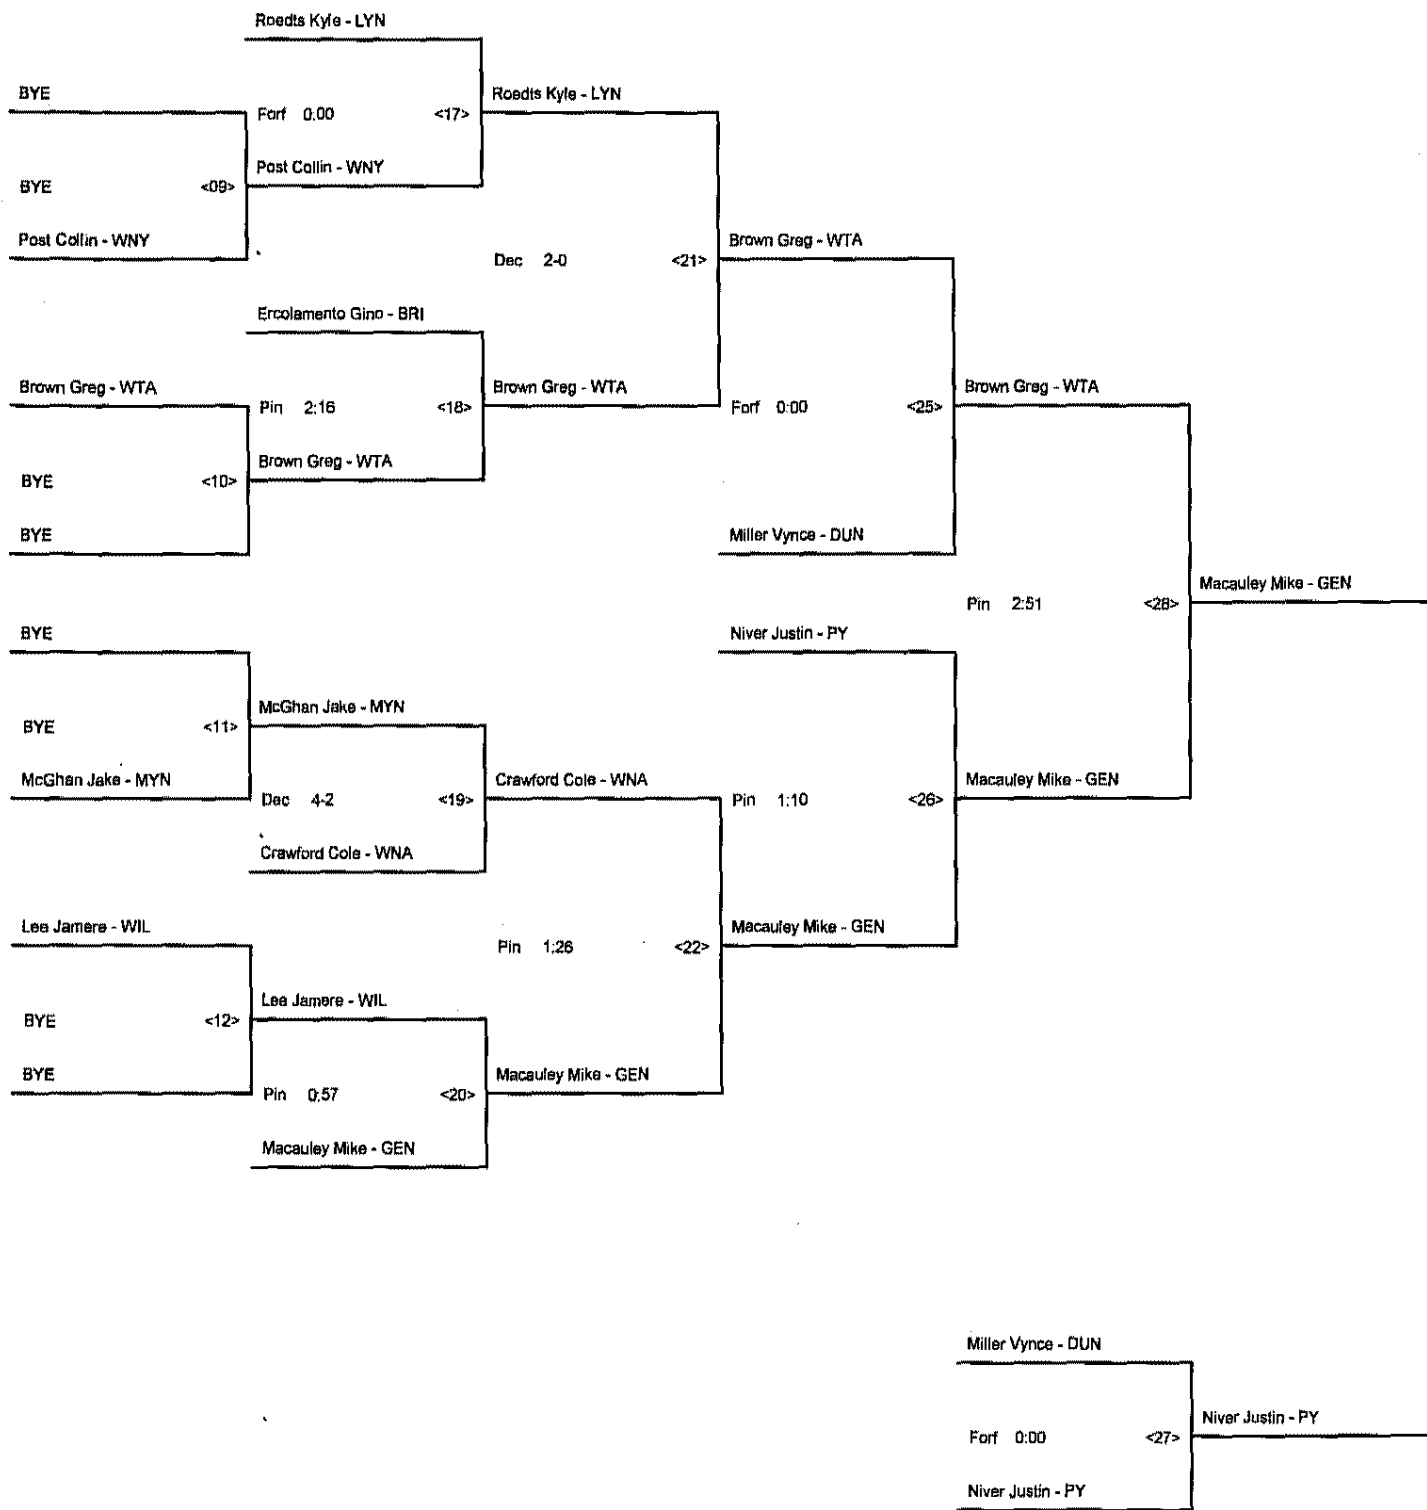 Roedts Kyle - LYN
BYE
Forf 0:00 <17>
Roedts Kyle - LYN
Post Collin - WNY
BYE <09>
Post Collin - WNY
Brown Greg - WTA
Dec 2-0 <21>
Ercolamento Gino - BRI
Brown Greg - WTA
Pin 2:16 <18>
Brown Greg - WTA
Forf 0:00 <25>
Brown Greg - WTA
Brown Greg - WTA
BYE <10>
BYE
Miller Vynce - DUN
Macauley Mike - GEN
Pin 2:51 <28>
BYE
Niver Justin - PY
McGhan Jake - MYN
BYE <11>
McGhan Jake - MYN
Crawford Cole - WNA
Macauley Mike - GEN
Dec 4-2 <19>
Pin 1:10 <26>
Crawford Cole - WNA
Lee Jamere - WIL
Macauley Mike - GEN
Pin 1:26 <22>
Lee Jamere - WIL
BYE <12>
BYE
Macauley Mike - GEN
Pin 0:57 <20>
Macauley Mike - GEN
Miller Vynce - DUN
Niver Justin - PY
Forf 0:00 <27>
Niver Justin - PY